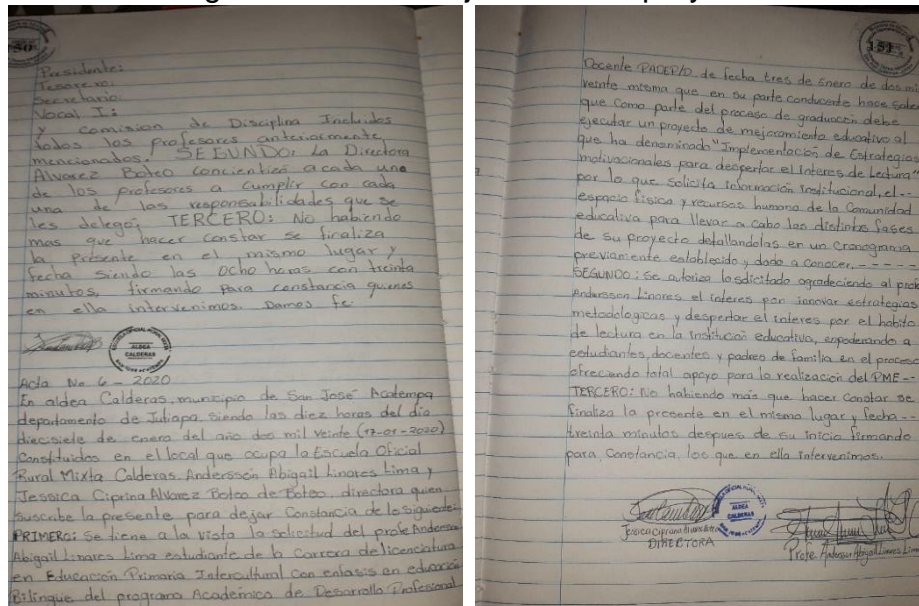 150
Presidente:
Tesorero:
Secretario:
Vocal I:
y Comision de Disciplina Incluidos
todos los profesores anteriormente
mencionados. SEGUNDO: La Directora
Alvarez Boteo concientico a cada uno
de los profesores a cumplir con cada
una de las responsabilidades que se
les delegó; TERCERO: No habiendo
mas que hacer constar se finaliza
la presente en el mismo lugar y
fecha siendo las ocho horas con treinta
minutos, firmando para constancia quienes
en ella intervenimos. Damos fe.
ALDEA
CALDERAS
Acta No 6 - 2020
En aldea Calderas, municipio de San José Acatempa
departamento de Jutiapa, siendo las diez horas del dia
diecisiete de enero del año dos mil veinte (17-01-2020)
Constituidos en el local que ocupa la Escuela Oficial
Rural Mixta Calderas. Andersson Abigail Linares Lima y
Jessica Ciprina Alvarez Boteo de Boteo, directora quien
suscribe la presente para dejar Constancia de lo siguiente:
PRIMERO: se tiene a la vista la solicitud del profe Andersson
Abigail Linares Lima estudiante de la Carrera de licenciatura
en Educación Primaria Intercultural con enfasis en educación
Bilingue del programa Academico de Desarrollo Profesional
151
Docente PADEP/D de fecha tres de enero de dos mil
veinte misma que en su parte conducente hace saber
que como parte del proceso de graduación debe
ejecutar un proyecto de mejoramiento educativo al
que ha denominado "Implementación de Estrategias
motivacionales para despertar el interes de Lectura"
por lo que solicita información institucional, el--
espacio fisico y recursos humano de la Comunidad
educativa para llevar a cabo las distintas fases
de su proyecto detallandolas en un Cronograma
previamente establecido y dado a conocer.-----
SEGUNDO: se autoriza lo solicitado agradeciendo al profe
Andersson Linares el interes por innovar estrategias
metodologicas y despertar el interes por el habito
de lectura en la institución educativa, empoderando a
estudiantes, docentes y padres de familia en el proceso
ofreciendo total apoyo para la realización del PME--
TERCERO: No habiendo más que hacer Constar se
finaliza la presente en el mismo lugar y fecha--
treinta minutos despues de su inicio firmando
para Constancia los que en ella intervenimos.
ALDEA
CALDERAS
Jessica Ciprina Alvarez Boteo
DIRECTORA
Profe. Andersson Abigail Linares Lima